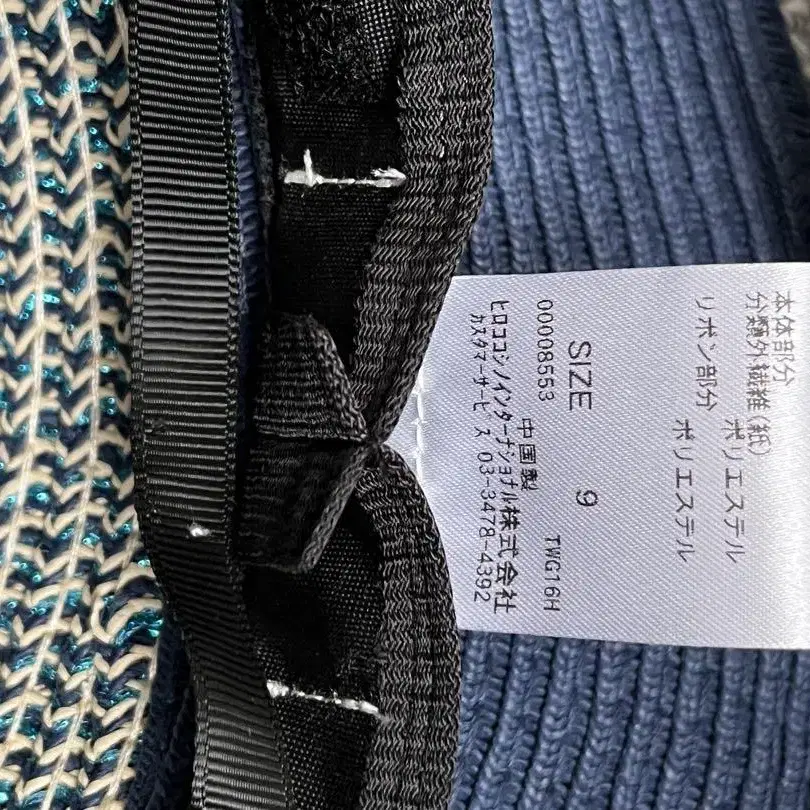 本体部分
分類外繊維(紙) ポリエステル
リボン部分 ポリエステル
SIZE 9
00008553 中国製 TWG16H
ヒロココシノインターナショナル株式会社
カスタマーサービス 03-3478-4392